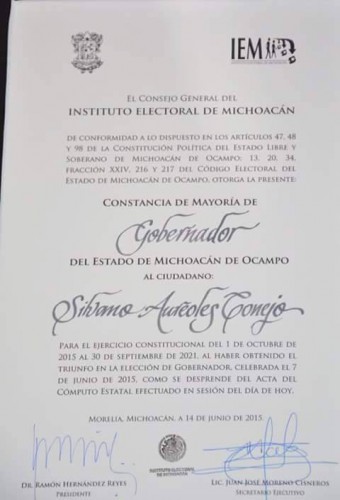 IEM
El Consejo General del
INSTITUTO ELECTORAL DE MICHOACÁN
DE CONFORMIDAD A LO DISPUESTO EN LOS ARTÍCULOS 47, 48
Y 98 DE LA CONSTITUCIÓN POLÍTICA DEL ESTADO LIBRE Y
SOBERANO DE MICHOACÁN DE OCAMPO; 13, 20, 34,
FRACCIÓN XXIV, 216 Y 217 DEL CÓDIGO ELECTORAL DEL
ESTADO DE MICHOACÁN DE OCAMPO, OTORGA LA PRESENTE:
CONSTANCIA DE MAYORÍA DE
Gobernador
DEL ESTADO DE MICHOACÁN DE OCAMPO
AL CIUDADANO:
Silvano Aureoles Conejo
PARA EL EJERCICIO CONSTITUCIONAL DEL 1 DE OCTUBRE DE
2015 AL 30 DE SEPTIEMBRE DE 2021, AL HABER OBTENIDO EL
TRIUNFO EN LA ELECCIÓN DE GOBERNADOR, CELEBRADA EL 7
DE JUNIO DE 2015, COMO SE DESPRENDE DEL ACTA DEL
CÓMPUTO ESTATAL EFECTUADO EN SESIÓN DEL DÍA DE HOY.
MORELIA, MICHOACÁN, A 14 DE JUNIO DE 2015
INSTITUTO ELECTORAL
DE MICHOACÁN
DR. RAMÓN HERNÁNDEZ REYES
PRESIDENTE
LIC. JUAN JOSÉ MORENO CISNEROS
SECRETARIO EJECUTIVO